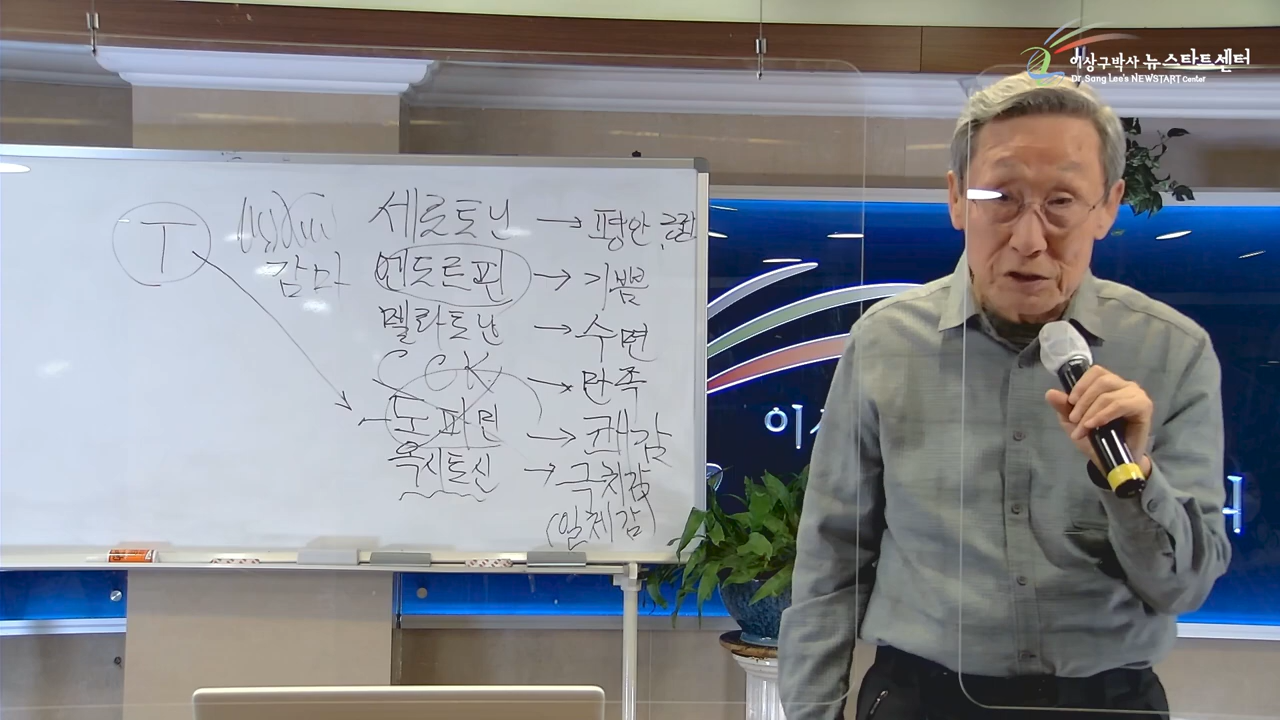 이상구박사 뉴스타트센터
Dr. Sang Lee's NEWSTART Center
T
세로토닌 → 평안
감마 엔도르핀 → 기쁨
멜라토닌 → 수면
CCK → 만족
도파민 → 쾌감
옥시토신 → 극치감
(일체감)
이